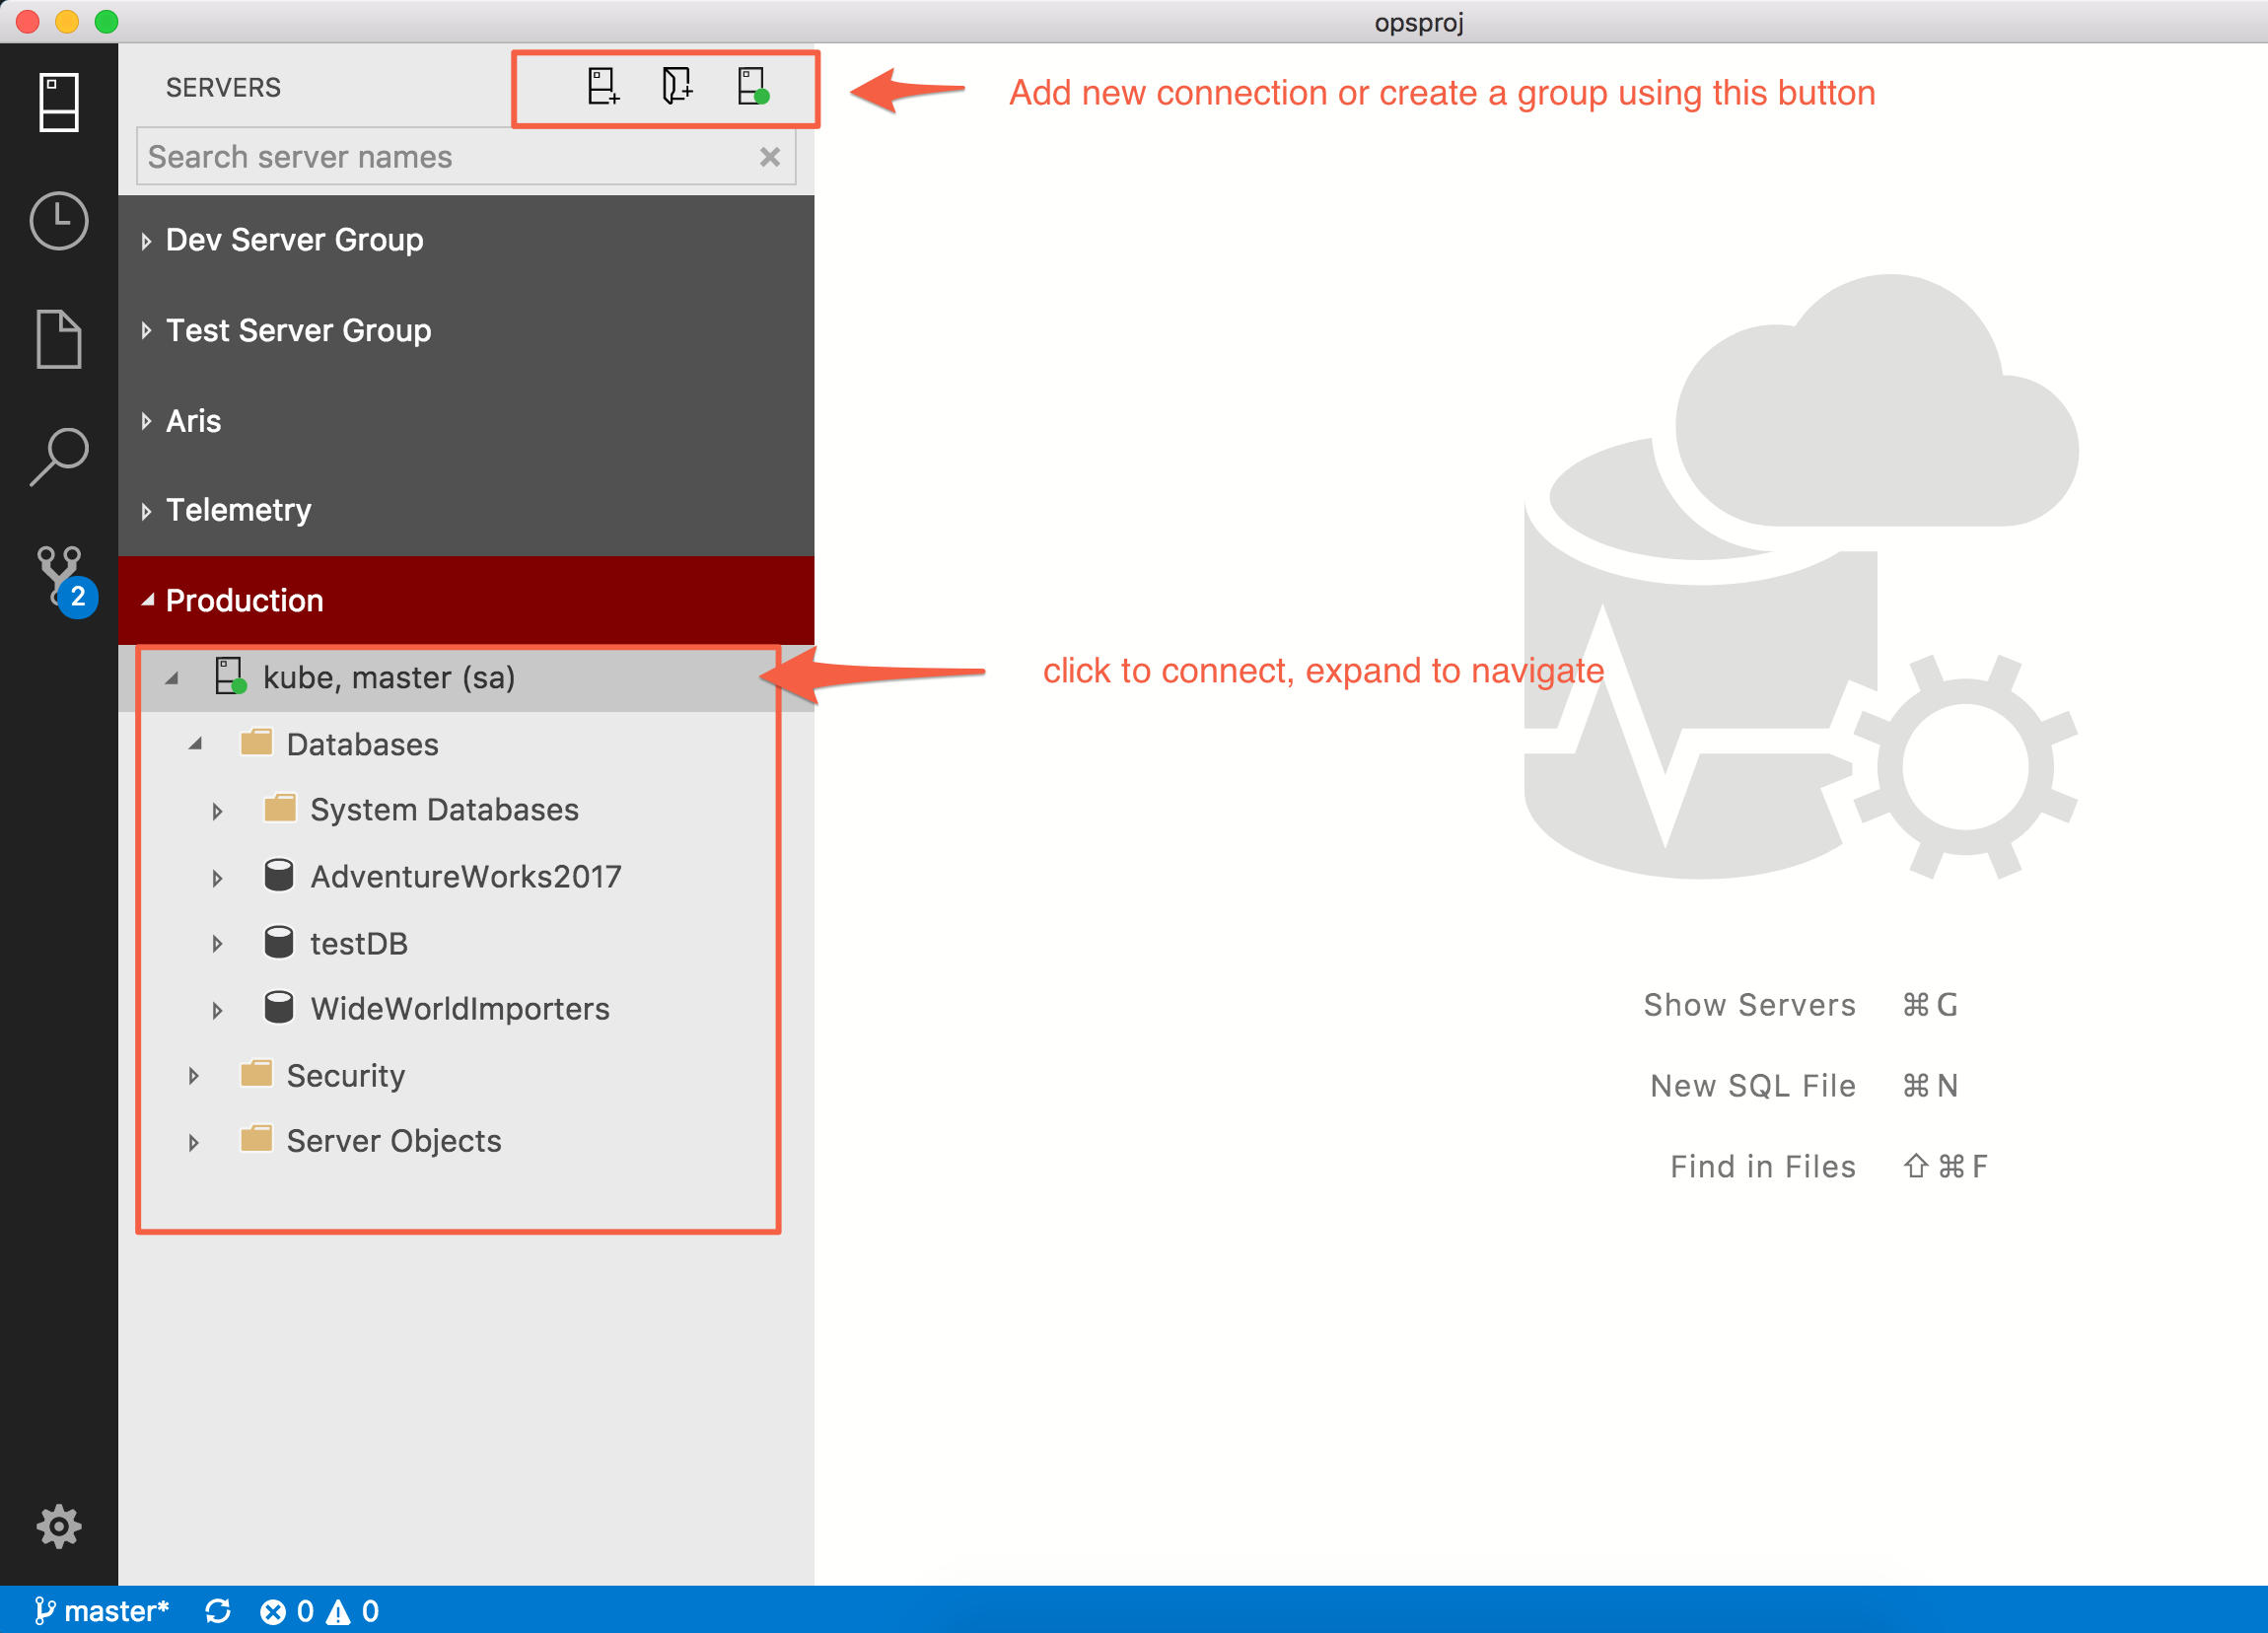 opsproj
SERVERS
Add new connection or create a group using this button
Search server names
Dev Server Group
Test Server Group
Aris
Telemetry
2
Production
kube, master (sa)
click to connect, expand to navigate
Databases
System Databases
AdventureWorks2017
testDB
WideWorldImporters
Security
Server Objects
Show Servers ⌘G
New SQL File ⌘N
Find in Files ⇧⌘F
master* 0 0